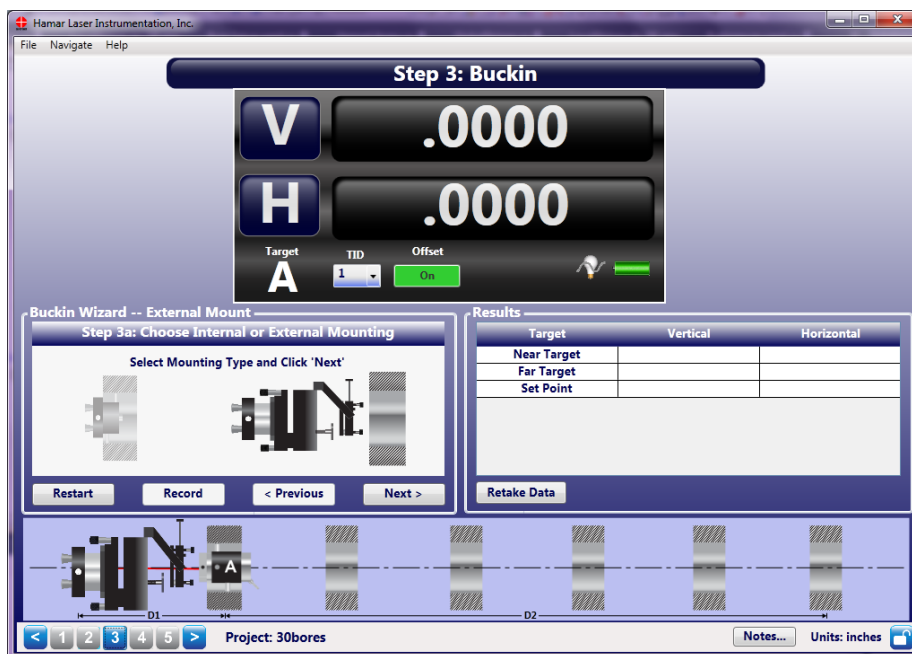 Hamar Laser Instrumentation, Inc.
File Navigate Help
Step 3: Buckin
V .0000
H .0000
Target TID Offset
A 1 On
Buckin Wizard -- External Mount
Step 3a: Choose Internal or External Mounting
Select Mounting Type and Click 'Next'
Restart Record < Previous Next >
Results
Target Vertical Horizontal
Near Target
Far Target
Set Point
Retake Data
A
D1 D2
< 1 2 3 4 5 > Project: 30bores Notes... Units: inches